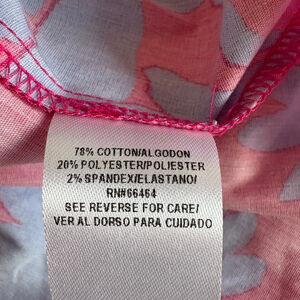 78% COTTON/ALGODON
20% POLYESTER/POLIESTER
2% SPANDEX/ELASTANO/
RN#66464
SEE REVERSE FOR CARE/
VER AL DORSO PARA CUIDADO